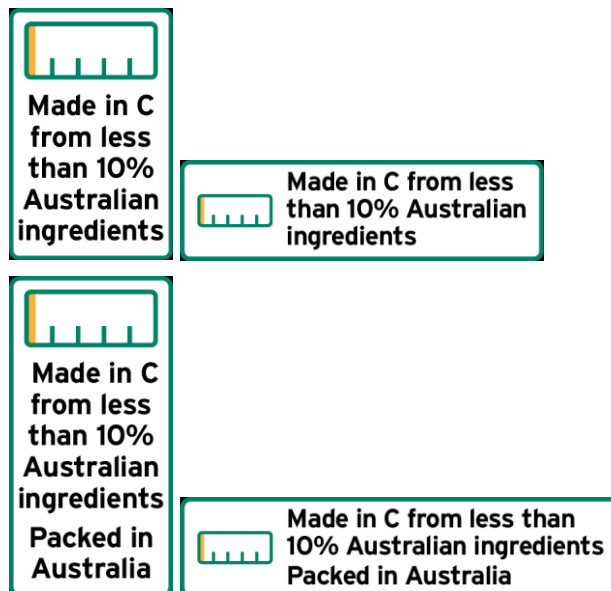 Made in C
from less
than 10%
Australian
ingredients
Made in C from less
than 10% Australian
ingredients
Made in C
from less
than 10%
Australian
ingredients
Packed in
Australia
Made in C from less than
10% Australian ingredients
Packed in Australia